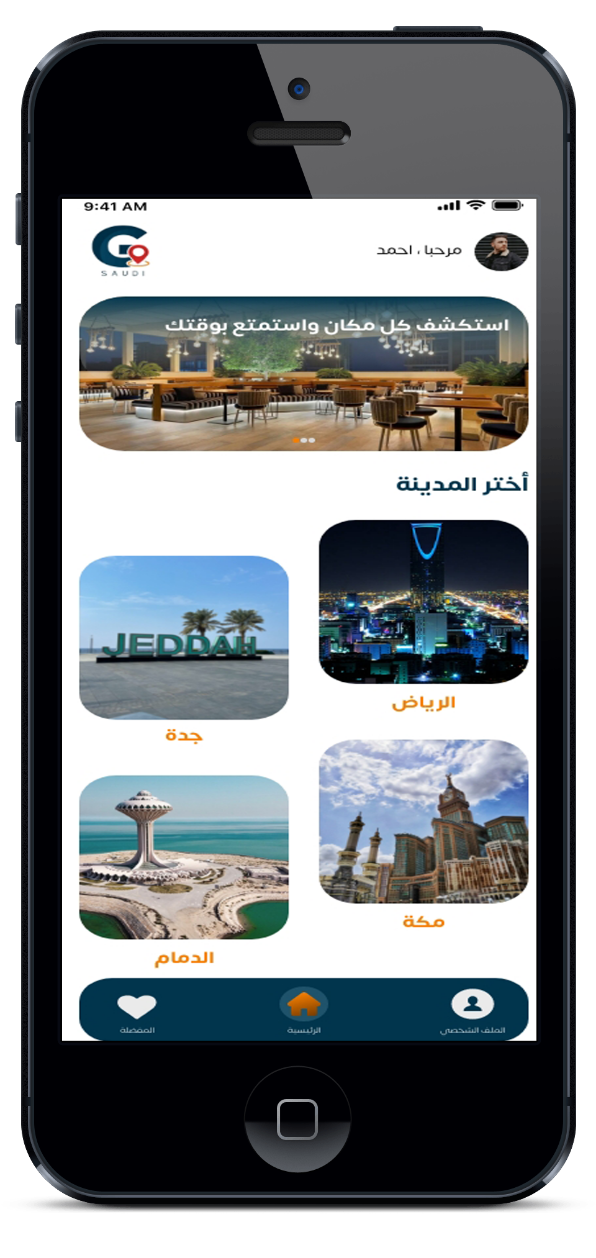 9:41 AM
GO
SAUDI
مرحبا ، احمد
استكشف كل مكان واستمتع بوقتك
أختر المدينة
الرياض
JEDDAH
جدة
مكة
الدمام
الملف الشخصي
الرئيسية
المفضلة